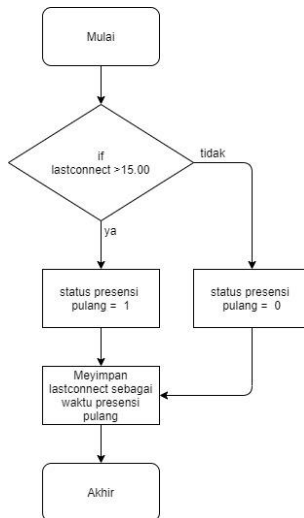 Mulai
if
lastconnect >15.00
tidak
ya
status presensi
pulang = 1
status presensi
pulang = 0
Meyimpan
lastconnect sebagai
waktu presensi
pulang
Akhir